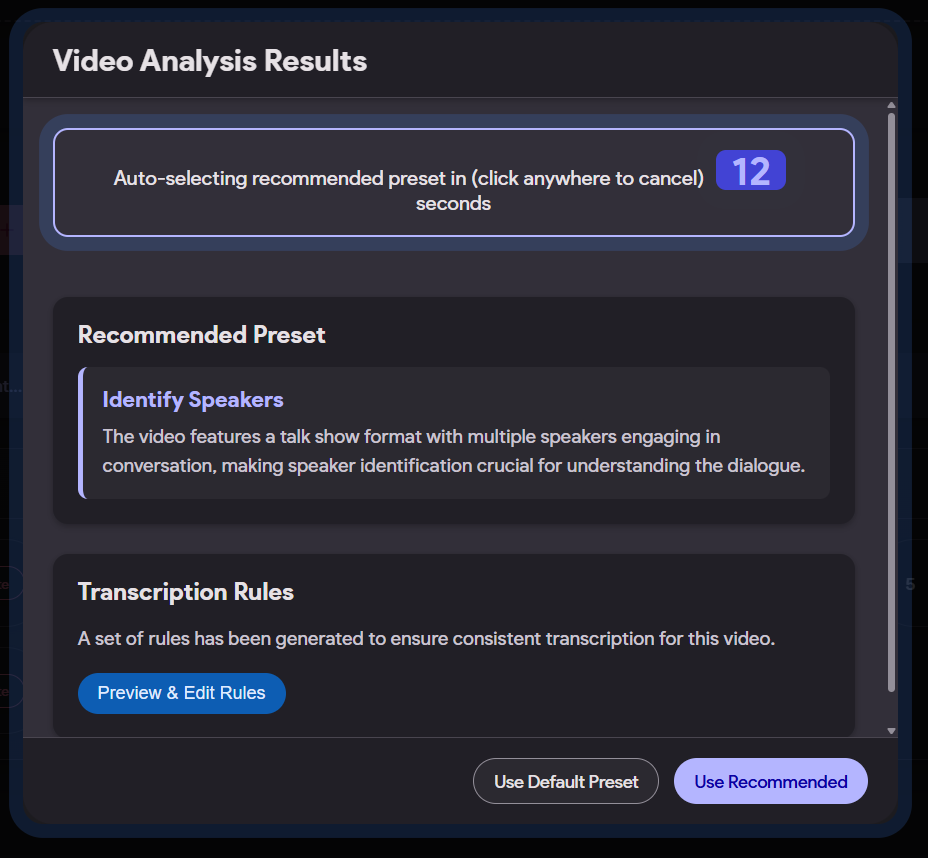 Video Analysis Results
Auto-selecting recommended preset in (click anywhere to cancel) 12
seconds
Recommended Preset
Identify Speakers
The video features a talk show format with multiple speakers engaging in
conversation, making speaker identification crucial for understanding the dialogue.
Transcription Rules
A set of rules has been generated to ensure consistent transcription for this video.
Preview & Edit Rules
Use Default Preset
Use Recommended
5